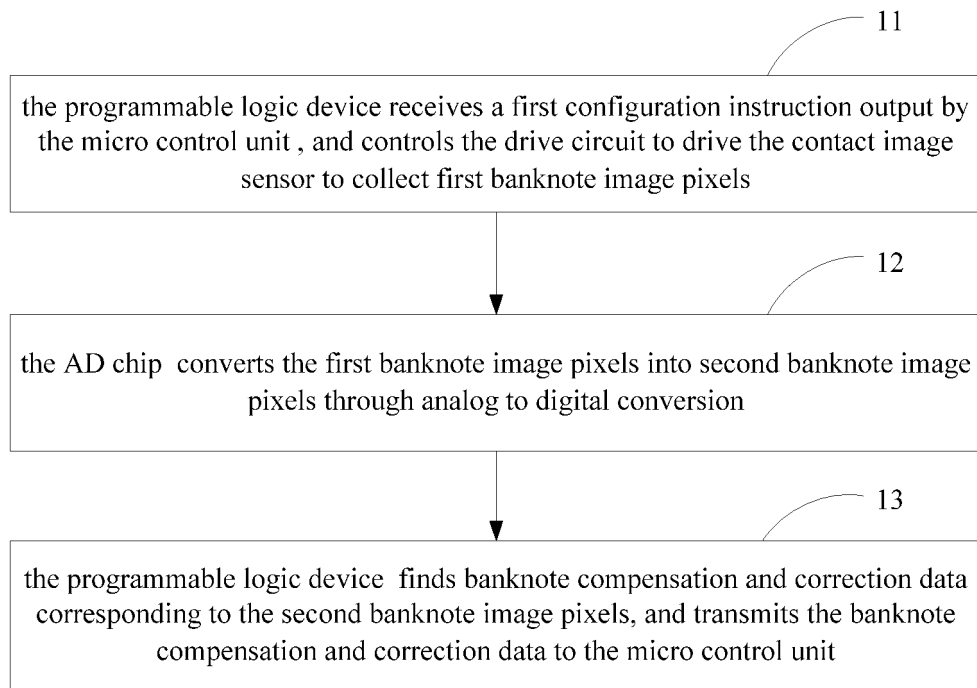 11
the programmable logic device receives a first configuration instruction output by
the micro control unit , and controls the drive circuit to drive the contact image
sensor to collect first banknote image pixels
12
the AD chip converts the first banknote image pixels into second banknote image
pixels through analog to digital conversion
13
the programmable logic device finds banknote compensation and correction data
corresponding to the second banknote image pixels, and transmits the banknote
compensation and correction data to the micro control unit